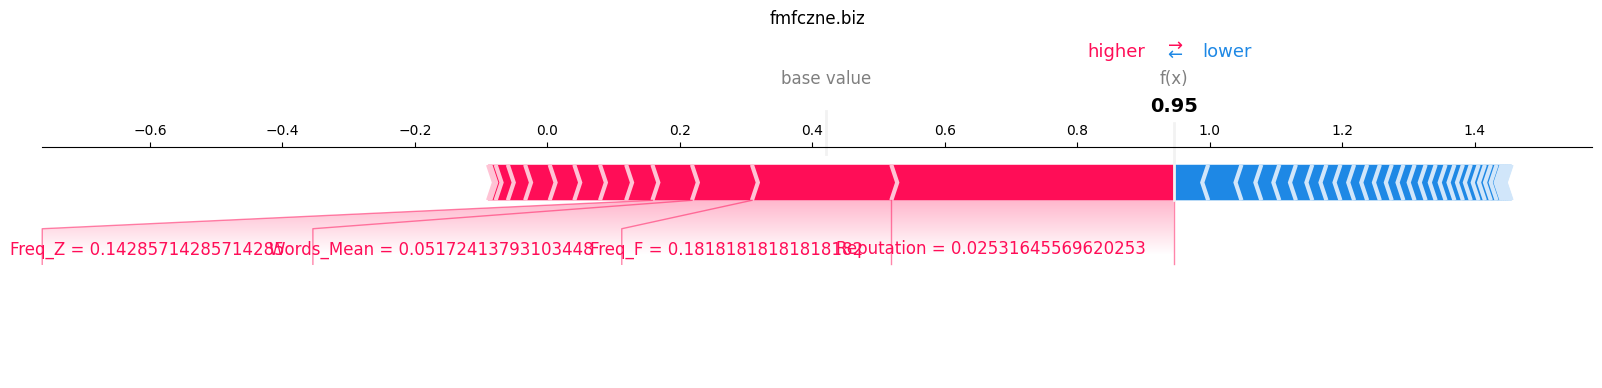 fmfczne.biz
higher ⇄ lower
base value f(x)
0.95
−0.6 −0.4 −0.2 0.0 0.2 0.4 0.6 0.8 1.0 1.2 1.4
Freq_Z = 0.14285714285714285 Words_Mean = 0.05172413793103448 Freq_F = 0.18181818181818182 Reputation = 0.02531645569620253